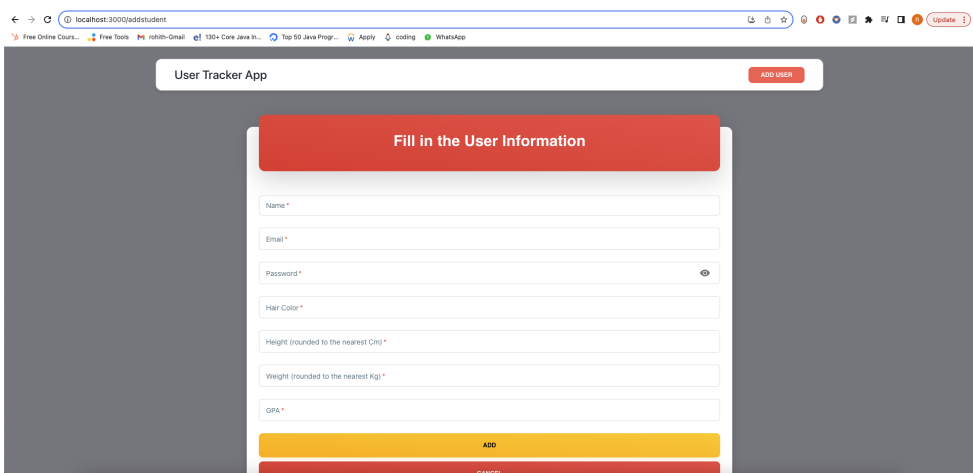 localhost:3000/addstudent
Update
Free Online Cours... Free Tools rohith-Gmail 130+ Core Java In... Top 50 Java Progr... Apply coding WhatsApp
User Tracker App
ADD USER
Fill in the User Information
Name *
Email *
Password *
Hair Color *
Height (rounded to the nearest Cm) *
Weight (rounded to the nearest Kg) *
GPA *
ADD
CANCEL